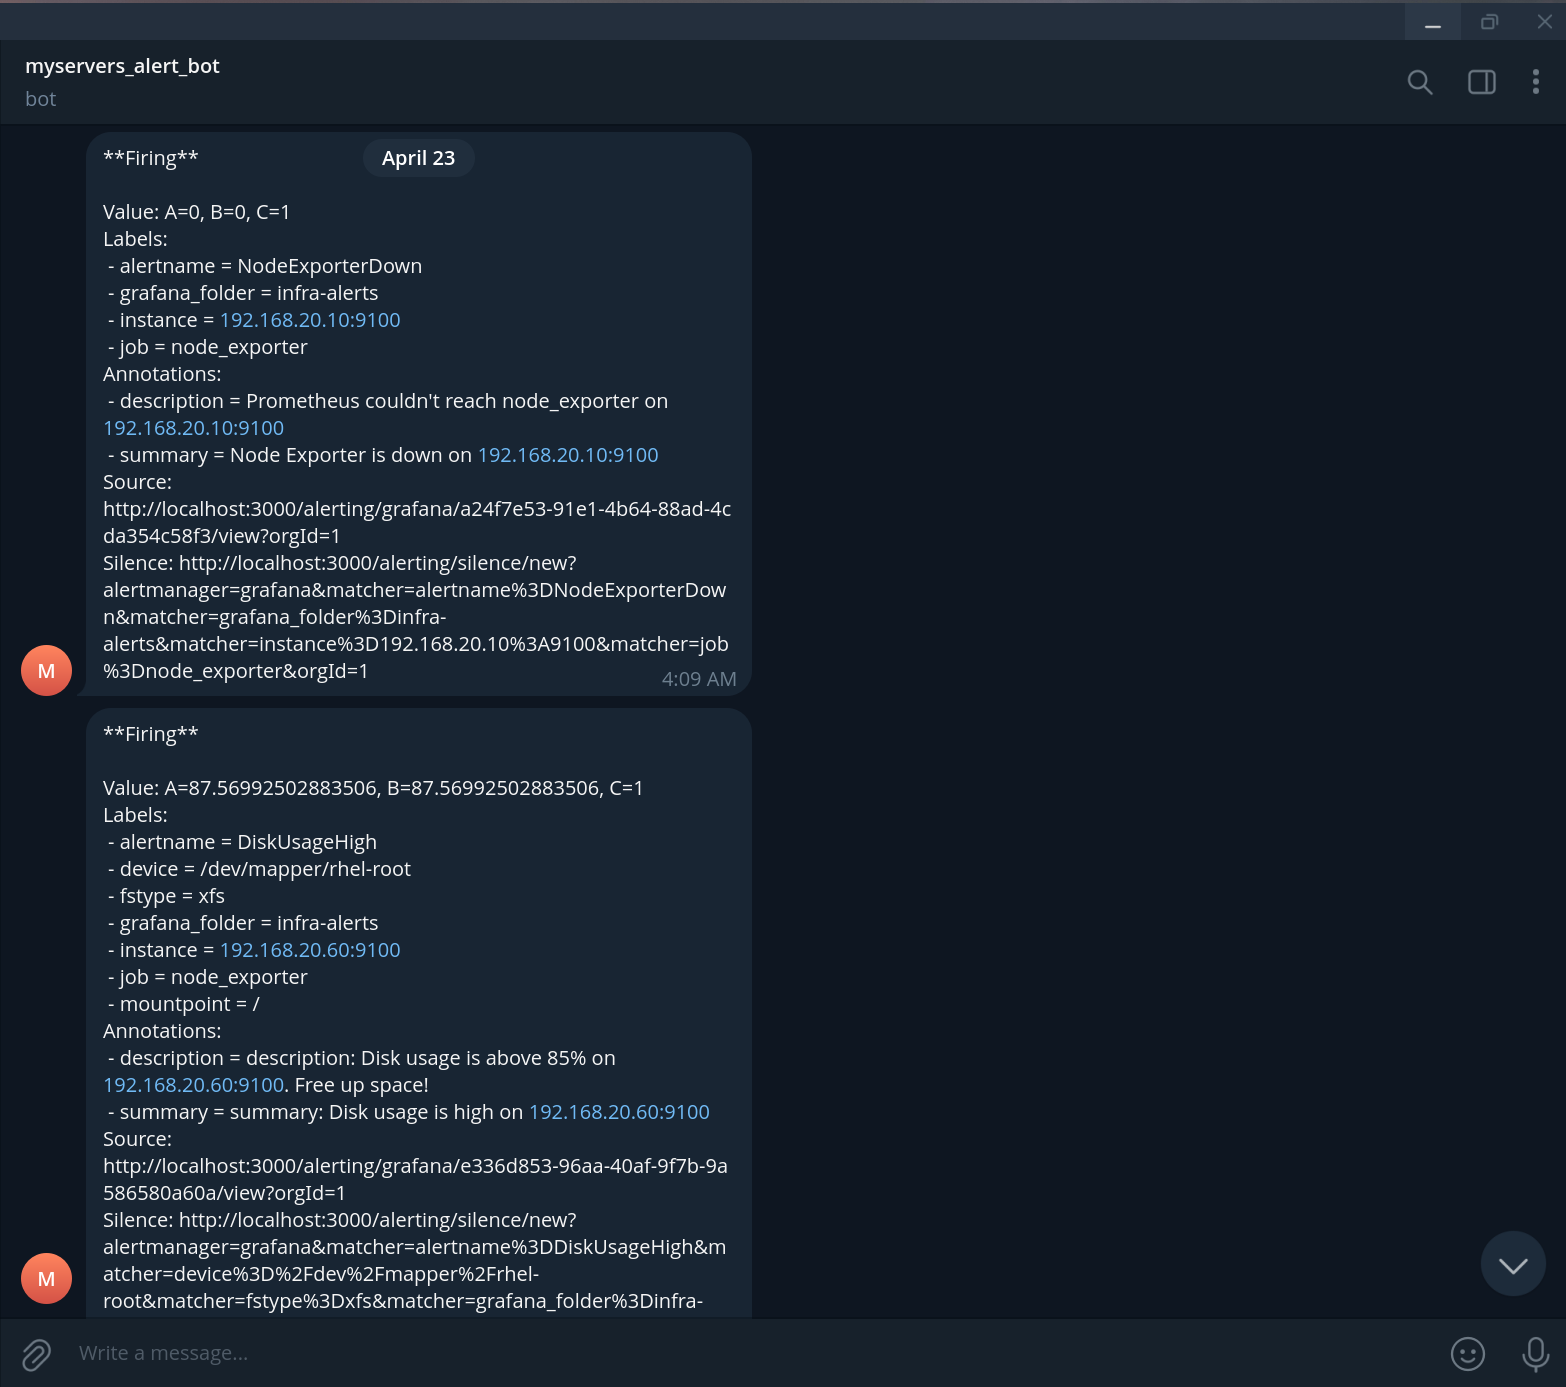 myservers_alert_bot
bot
**Firing**
April 23
Value: A=0, B=0, C=1
Labels:
- alertname = NodeExporterDown
- grafana_folder = infra-alerts
- instance = 192.168.20.10:9100
- job = node_exporter
Annotations:
- description = Prometheus couldn't reach node_exporter on
192.168.20.10:9100
- summary = Node Exporter is down on 192.168.20.10:9100
Source:
http://localhost:3000/alerting/grafana/a24f7e53-91e1-4b64-88ad-4c
da354c58f3/view?orgId=1
Silence: http://localhost:3000/alerting/silence/new?
alertmanager=grafana&matcher=alertname%3DNodeExporterDow
n&matcher=grafana_folder%3Dinfra-
alerts&matcher=instance%3D192.168.20.10%3A9100&matcher=job
%3Dnode_exporter&orgId=1
4:09 AM
M
**Firing**
Value: A=87.56992502883506, B=87.56992502883506, C=1
Labels:
- alertname = DiskUsageHigh
- device = /dev/mapper/rhel-root
- fstype = xfs
- grafana_folder = infra-alerts
- instance = 192.168.20.60:9100
- job = node_exporter
- mountpoint = /
Annotations:
- description = description: Disk usage is above 85% on
192.168.20.60:9100. Free up space!
- summary = summary: Disk usage is high on 192.168.20.60:9100
Source:
http://localhost:3000/alerting/grafana/e336d853-96aa-40af-9f7b-9a
586580a60a/view?orgId=1
Silence: http://localhost:3000/alerting/silence/new?
alertmanager=grafana&matcher=alertname%3DDiskUsageHigh&m
atcher=device%3D%2Fdev%2Fmapper%2Frhel-
root&matcher=fstype%3Dxfs&matcher=grafana_folder%3Dinfra-
M
Write a message...